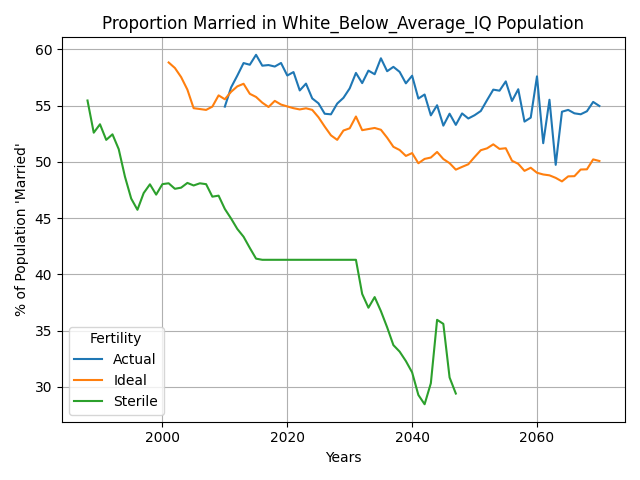 Proportion Married in White_Below_Average_IQ Population
60
55
50
45
40
35
30
% of Population 'Married'
Fertility
Actual
Ideal
Sterile
2000
2020
2040
2060
Years